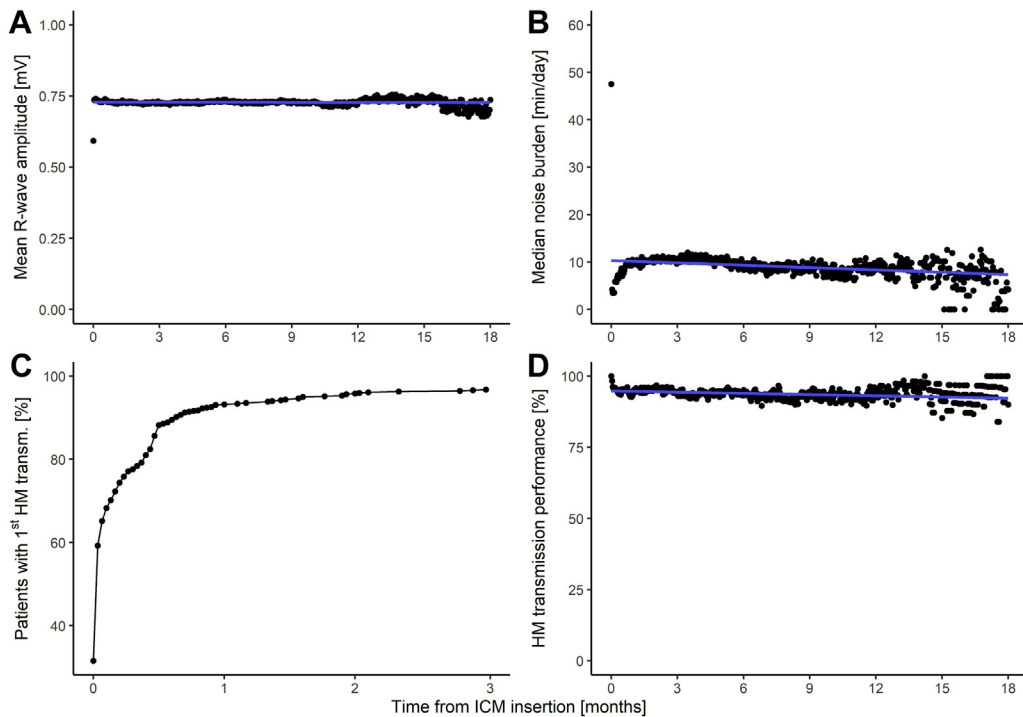 A
Mean R-wave amplitude [mV]
1.00
0.75
0.50
0.25
0.00
0 3 6 9 12 15 18
B
Median noise burden [min/day]
60
50
40
30
20
10
0
0 3 6 9 12 15 18
C
Patients with 1st HM transm. [%]
100
80
60
40
0 1 2 3
D
HM transmission performance [%]
100
75
50
25
0
0 3 6 9 12 15 18
Time from ICM insertion [months]